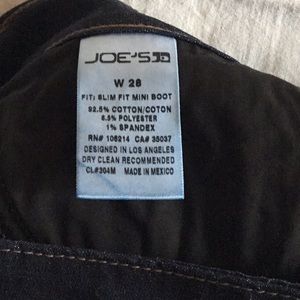 JOE'S
W 28
FIT: SLIM FIT MINI BOOT
92.5% COTTON/COTON
6.5% POLYESTER
1% SPANDEX
RN# 106214 CA# 35037
DESIGNED IN LOS ANGELES
DRY CLEAN RECOMMENDED
CL#304M MADE IN MEXICO